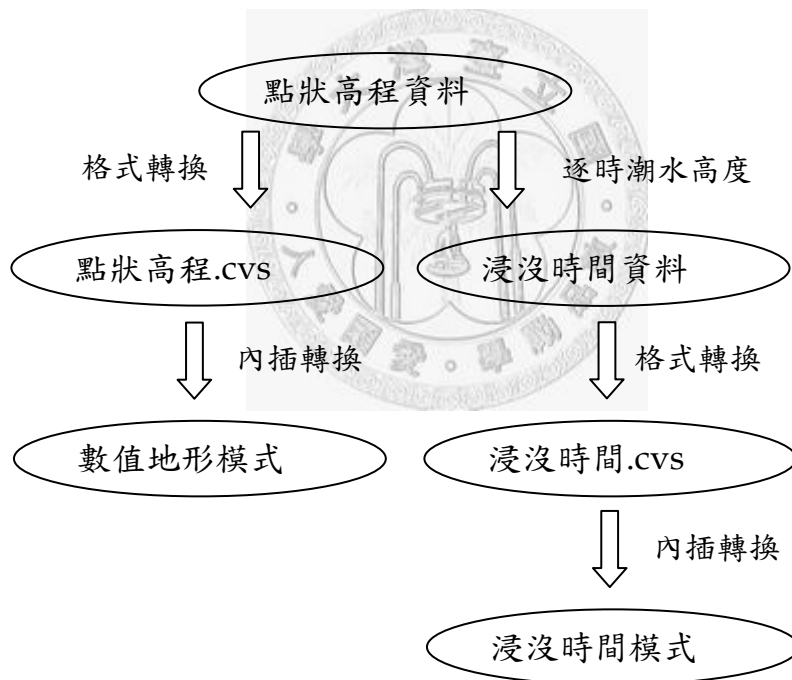 點狀高程資料
格式轉換
逐時潮水高度
點狀高程.cvs
浸沒時間資料
內插轉換
格式轉換
數值地形模式
浸沒時間.cvs
內插轉換
浸沒時間模式